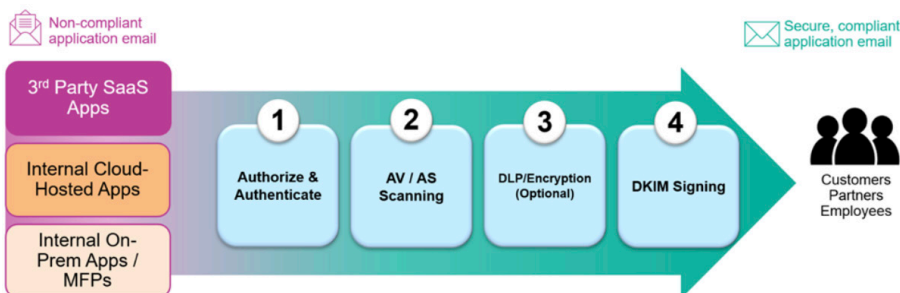 Non-compliant
application email
Secure, compliant
application email
3rd Party SaaS
Apps
Internal Cloud-
Hosted Apps
Internal On-
Prem Apps /
MFPs
1
Authorize &
Authenticate
2
AV / AS
Scanning
3
DLP/Encryption
(Optional)
4
DKIM Signing
Customers
Partners
Employees